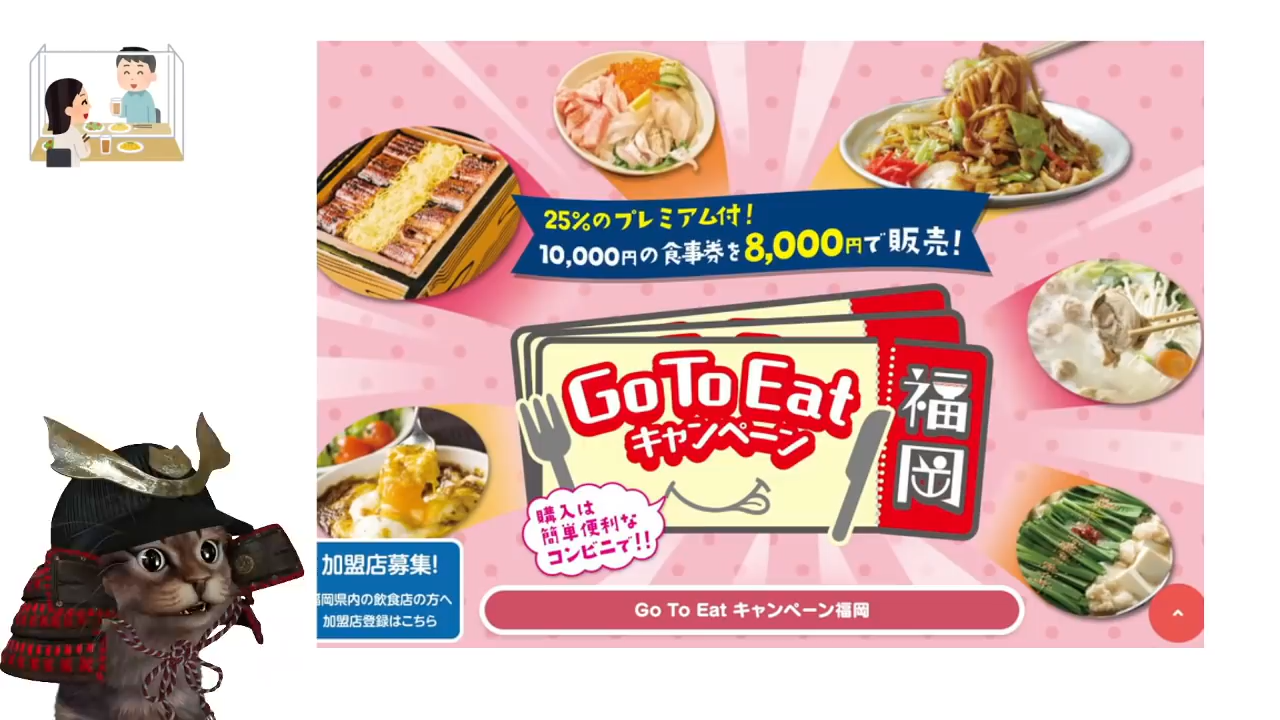 25%のプレミアム付!
10,000円の食事券を8,000円で販売!
Go To Eat
キャンペーン
福岡
購入は
簡単便利な
コンビニで!!
加盟店募集!
福岡県内の飲食店の方へ
加盟店登録はこちら
Go To Eat キャンペーン福岡